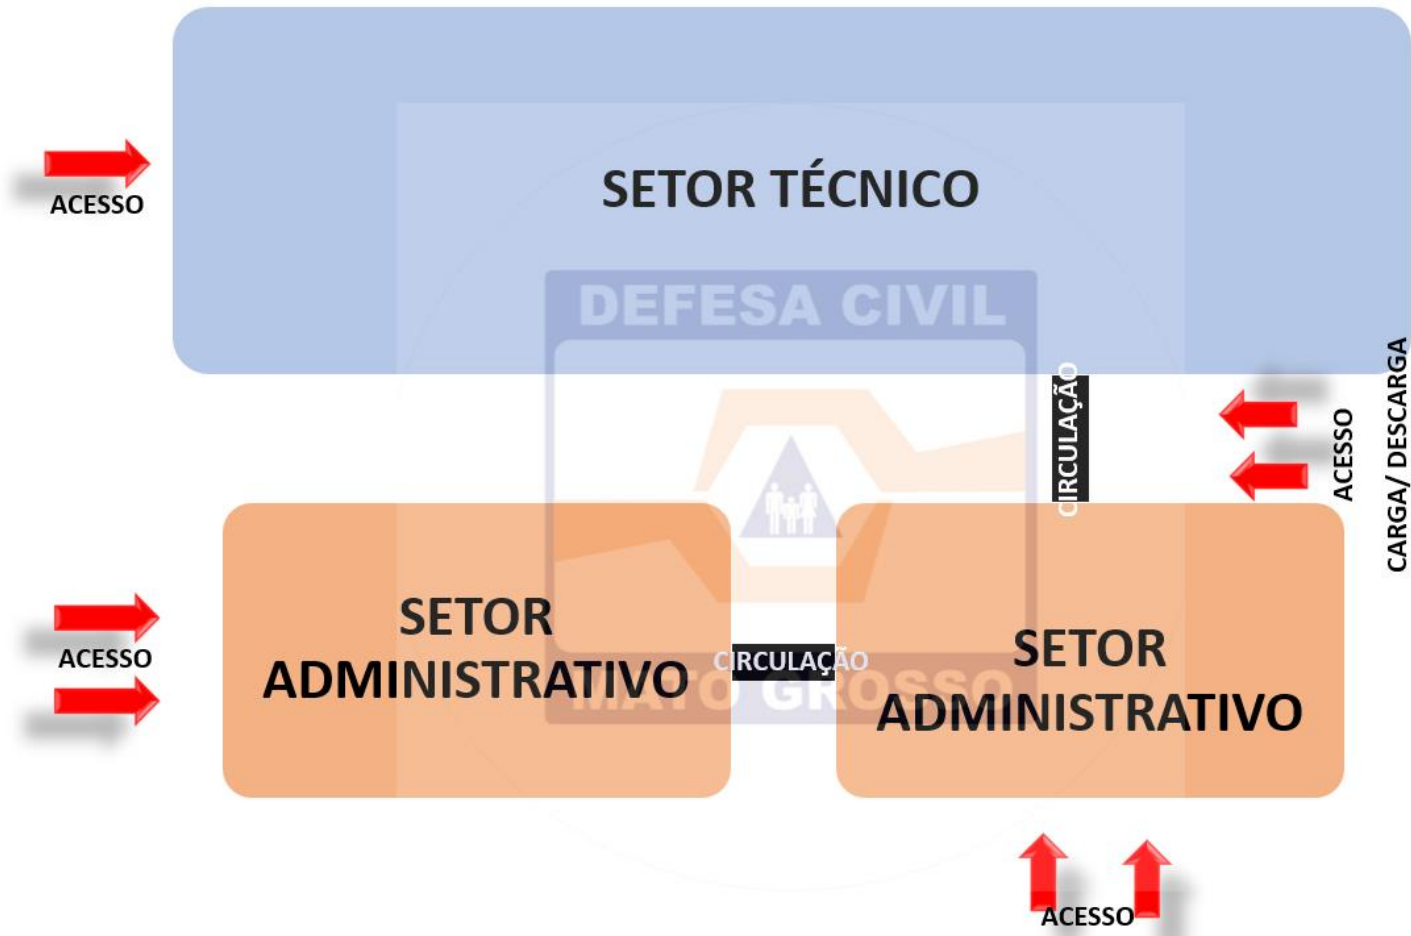 SETOR TÉCNICO
ACESSO
DEFESA CIVIL
CIRCULAÇÃO
ACESSO
CARGA/ DESCARGA
SETOR
ADMINISTRATIVO
ACESSO
CIRCULAÇÃO
SETOR
ADMINISTRATIVO
MATO GROSSO
ACESSO